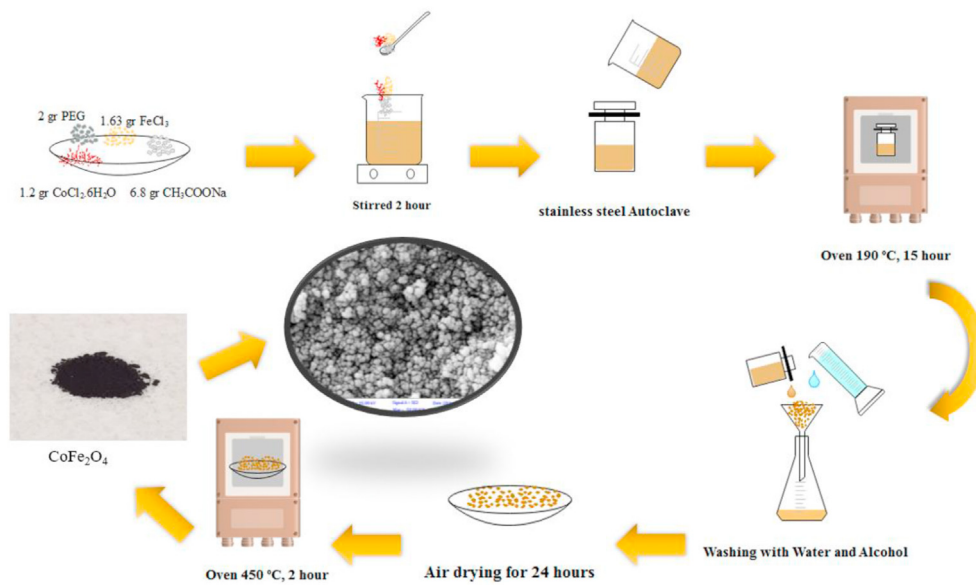 2 gr PEG
1.63 gr FeCl₃
1.2 gr CoCl₂.6H₂O
6.8 gr CH₃COONa
Stirred 2 hour
stainless steel Autoclave
Oven 190 °C, 15 hour
Washing with Water and Alcohol
Air drying for 24 hours
Oven 450 °C, 2 hour
CoFe₂O₄